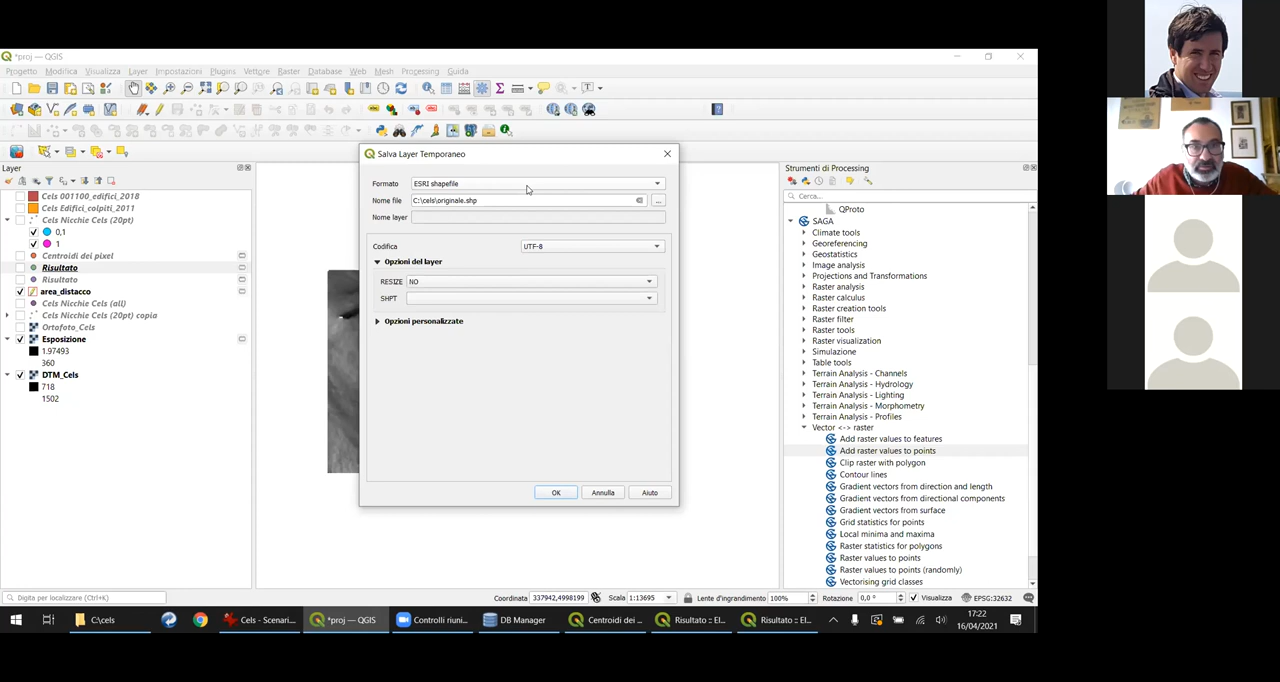 *proj — QGIS
Progetto Modifica Visualizza Layer Impostazioni Plugins Vettore Raster Database Web Mesh Processing Guida
Layer
Cels 001100_edifici_2018
Cels Edifici_colpiti_2011
Cels Nicchie Cels (20pt)
0,1
1
Centroidi dei pixel
Risultato
Risultato
area_distacco
Cels Nicchie Cels (all)
Cels Nicchie Cels (20pt) copia
Ortofoto_Cels
Esposizione
1.97493
360
DTM_Cels
718
1502
Salva Layer Temporaneo
Formato ESRI shapefile
Nome file C:\cels\originale.shp ...
Nome layer
Codifica UTF-8
Opzioni del layer
RESIZE NO
SHPT
Opzioni personalizzate
OK Annulla Aiuto
Strumenti di Processing
Cerca...
QProto
SAGA
Climate tools
Georeferencing
Geostatistics
Image analysis
Projections and Transformations
Raster analysis
Raster calculus
Raster creation tools
Raster filter
Raster tools
Raster visualization
Simulazione
Table tools
Terrain Analysis - Channels
Terrain Analysis - Hydrology
Terrain Analysis - Lighting
Terrain Analysis - Morphometry
Terrain Analysis - Profiles
Vector <-> raster
Add raster values to features
Add raster values to points
Clip raster with polygon
Contour lines
Gradient vectors from direction and length
Gradient vectors from directional components
Gradient vectors from surface
Grid statistics for points
Local minima and maxima
Raster statistics for polygons
Raster values to points
Raster values to points (randomly)
Vectorising grid classes
Digita per localizzare (Ctrl+K)
Coordinata 337942,4998199 Scala 1:13695 Lente d'ingrandimento 100% Rotazione 0,0 ° Visualizza EPSG:32632
C:\cels
Cels - Scenari...
*proj — QGIS
Controlli riuni...
DB Manager
Centroidi dei ...
Risultato :: El...
Risultato :: El...
17:22
16/04/2021